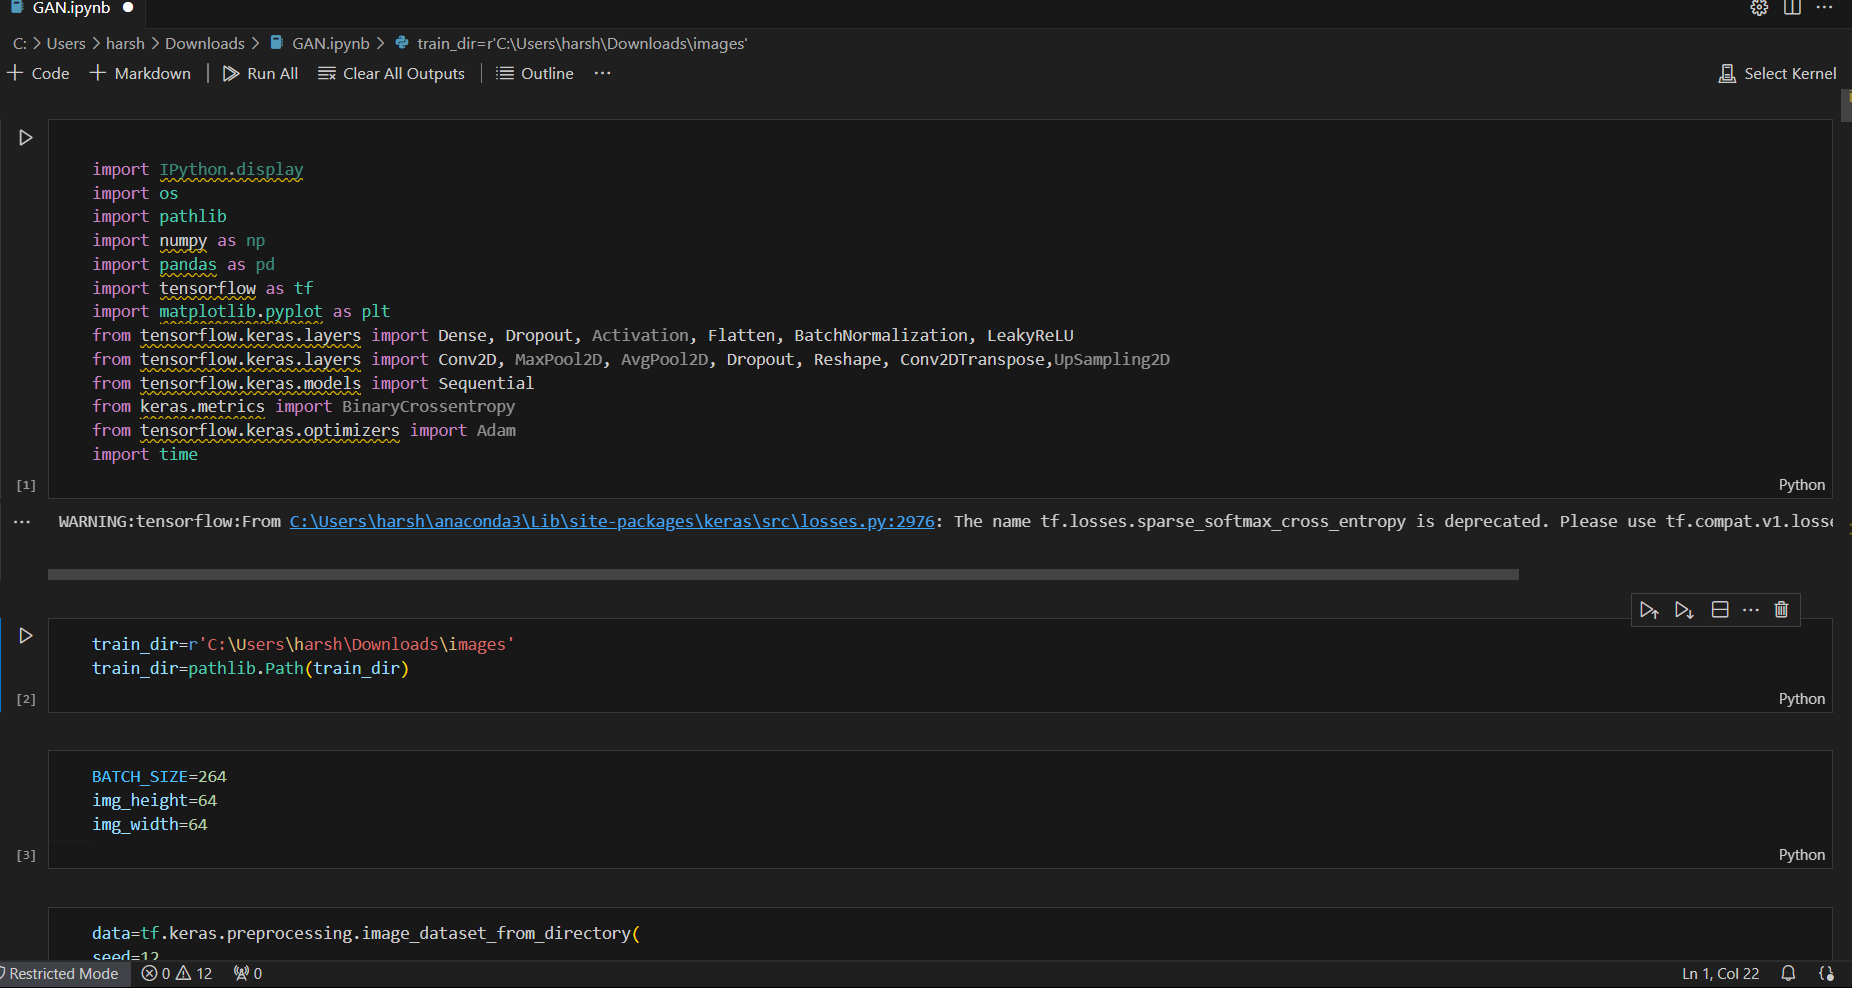 GAN.ipynb
C: > Users > harsh > Downloads > GAN.ipynb > train_dir=r'C:\Users\harsh\Downloads\images'
+ Code + Markdown | Run All Clear All Outputs | Outline ... Select Kernel
import IPython.display
import os
import pathlib
import numpy as np
import pandas as pd
import tensorflow as tf
import matplotlib.pyplot as plt
from tensorflow.keras.layers import Dense, Dropout, Activation, Flatten, BatchNormalization, LeakyReLU
from tensorflow.keras.layers import Conv2D, MaxPool2D, AvgPool2D, Dropout, Reshape, Conv2DTranspose,UpSampling2D
from tensorflow.keras.models import Sequential
from keras.metrics import BinaryCrossentropy
from tensorflow.keras.optimizers import Adam
import time
[1] Python
... WARNING:tensorflow:From C:\Users\harsh\anaconda3\Lib\site-packages\keras\src\losses.py:2976: The name tf.losses.sparse_softmax_cross_entropy is deprecated. Please use tf.compat.v1.losse
train_dir=r'C:\Users\harsh\Downloads\images'
train_dir=pathlib.Path(train_dir)
[2] Python
BATCH_SIZE=264
img_height=64
img_width=64
[3] Python
data=tf.keras.preprocessing.image_dataset_from_directory(
seed=12
Restricted Mode 0 12 0 Ln 1, Col 22